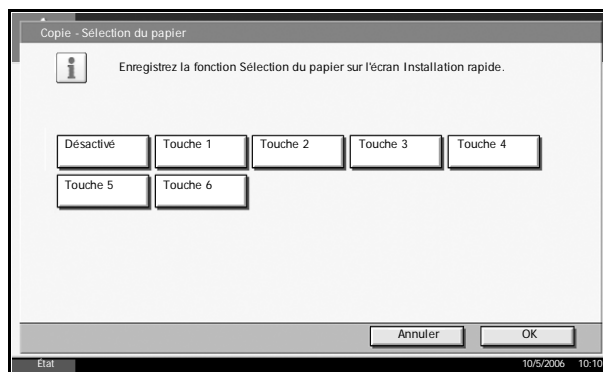 Copie - Sélection du papier
Enregistrez la fonction Sélection du papier sur l'écran Installation rapide.
Désactivé Touche 1 Touche 2 Touche 3 Touche 4
Touche 5 Touche 6
Annuler OK
État 10/5/2006 10:10